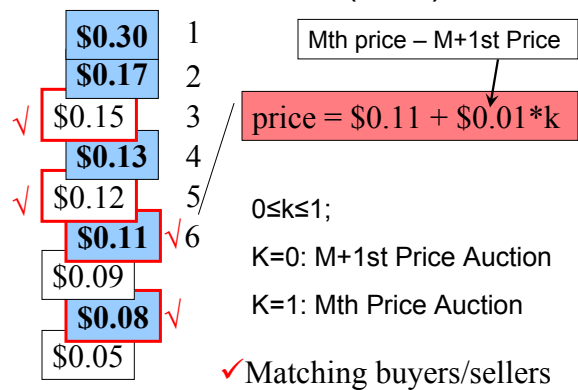 $0.30 1
$0.17 2
√ $0.15 3
$0.13 4
√ $0.12 5
$0.11 √ 6
$0.09
$0.08 √
$0.05
Mth price – M+1st Price
price = $0.11 + $0.01*k
0≤k≤1;
K=0: M+1st Price Auction
K=1: Mth Price Auction
✓Matching buyers/sellers